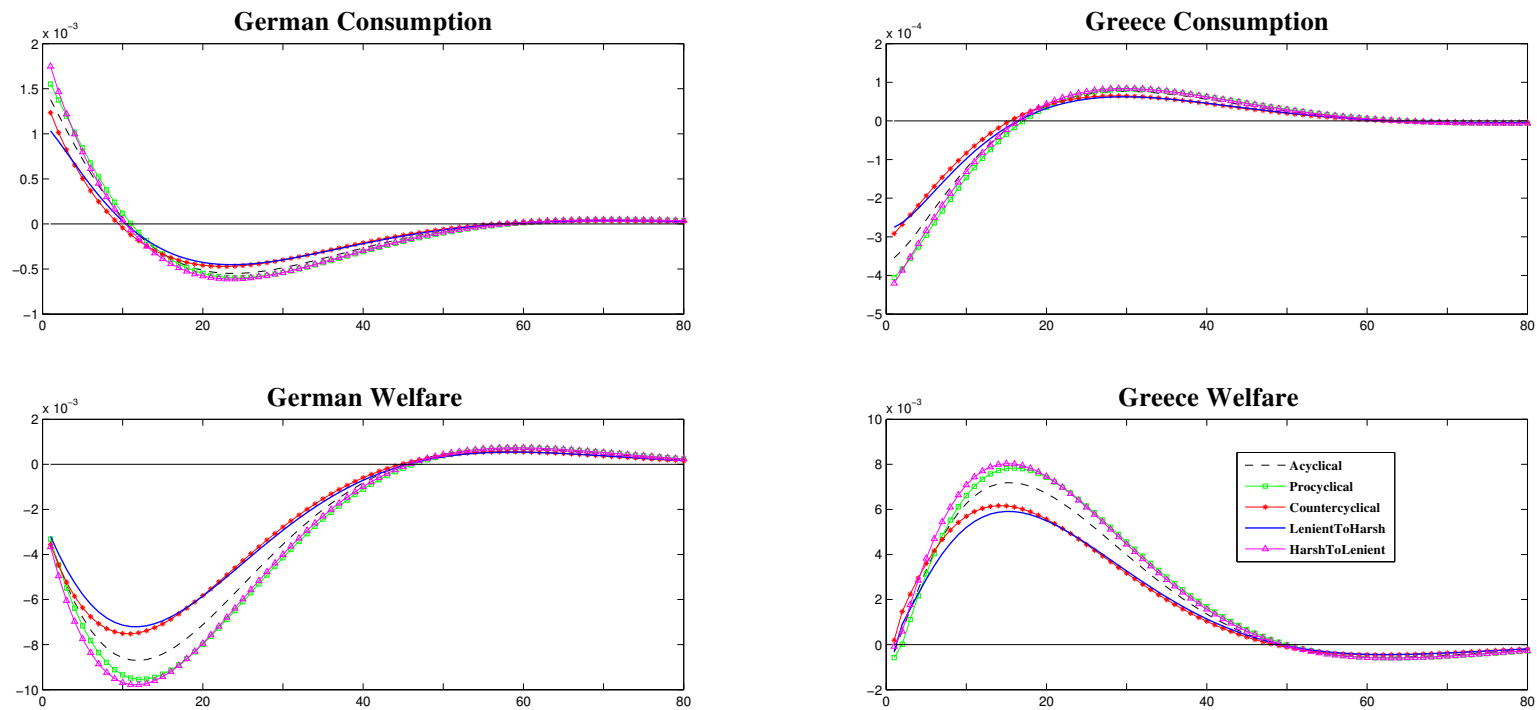 German Consumption
x 10⁻³
2
1.5
1
0.5
0
−0.5
−1
0 20 40 60 80
Greece Consumption
x 10⁻⁴
2
1
0
−1
−2
−3
−4
−5
0 20 40 60 80
German Welfare
x 10⁻³
2
0
−2
−4
−6
−8
−10
0 20 40 60 80
Greece Welfare
x 10⁻³
10
8
6
4
2
0
−2
0 20 40 60 80
Acyclical
Procyclical
Countercyclical
LenientToHarsh
HarshToLenient